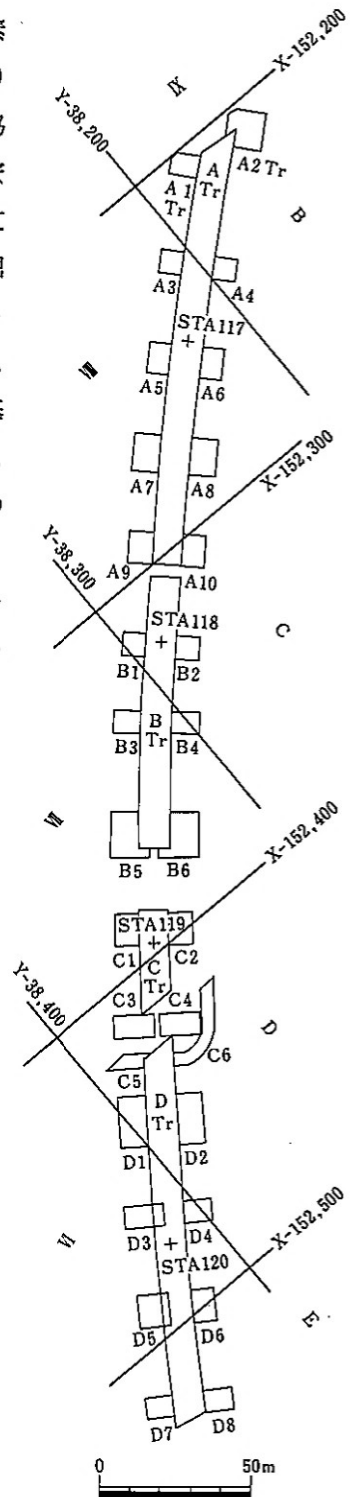 X-152,200
Ⅸ
Y-38,200
A Tr
A2 Tr
A1 Tr
B
A3
A4
STA117
Ⅷ
A5
A6
X-152,300
A7
A8
Y-38,300
A9
A10
STA118
C
B1
B2
B Tr
B3
B4
Ⅶ
X-152,400
B5
B6
STA119
C1
C2
C Tr
Y-38,400
C3
C4
D
C6
C5
D Tr
D1
D2
X-152,500
D3
D4
Ⅵ
STA120
E
D5
D6
D7
D8
0
50m